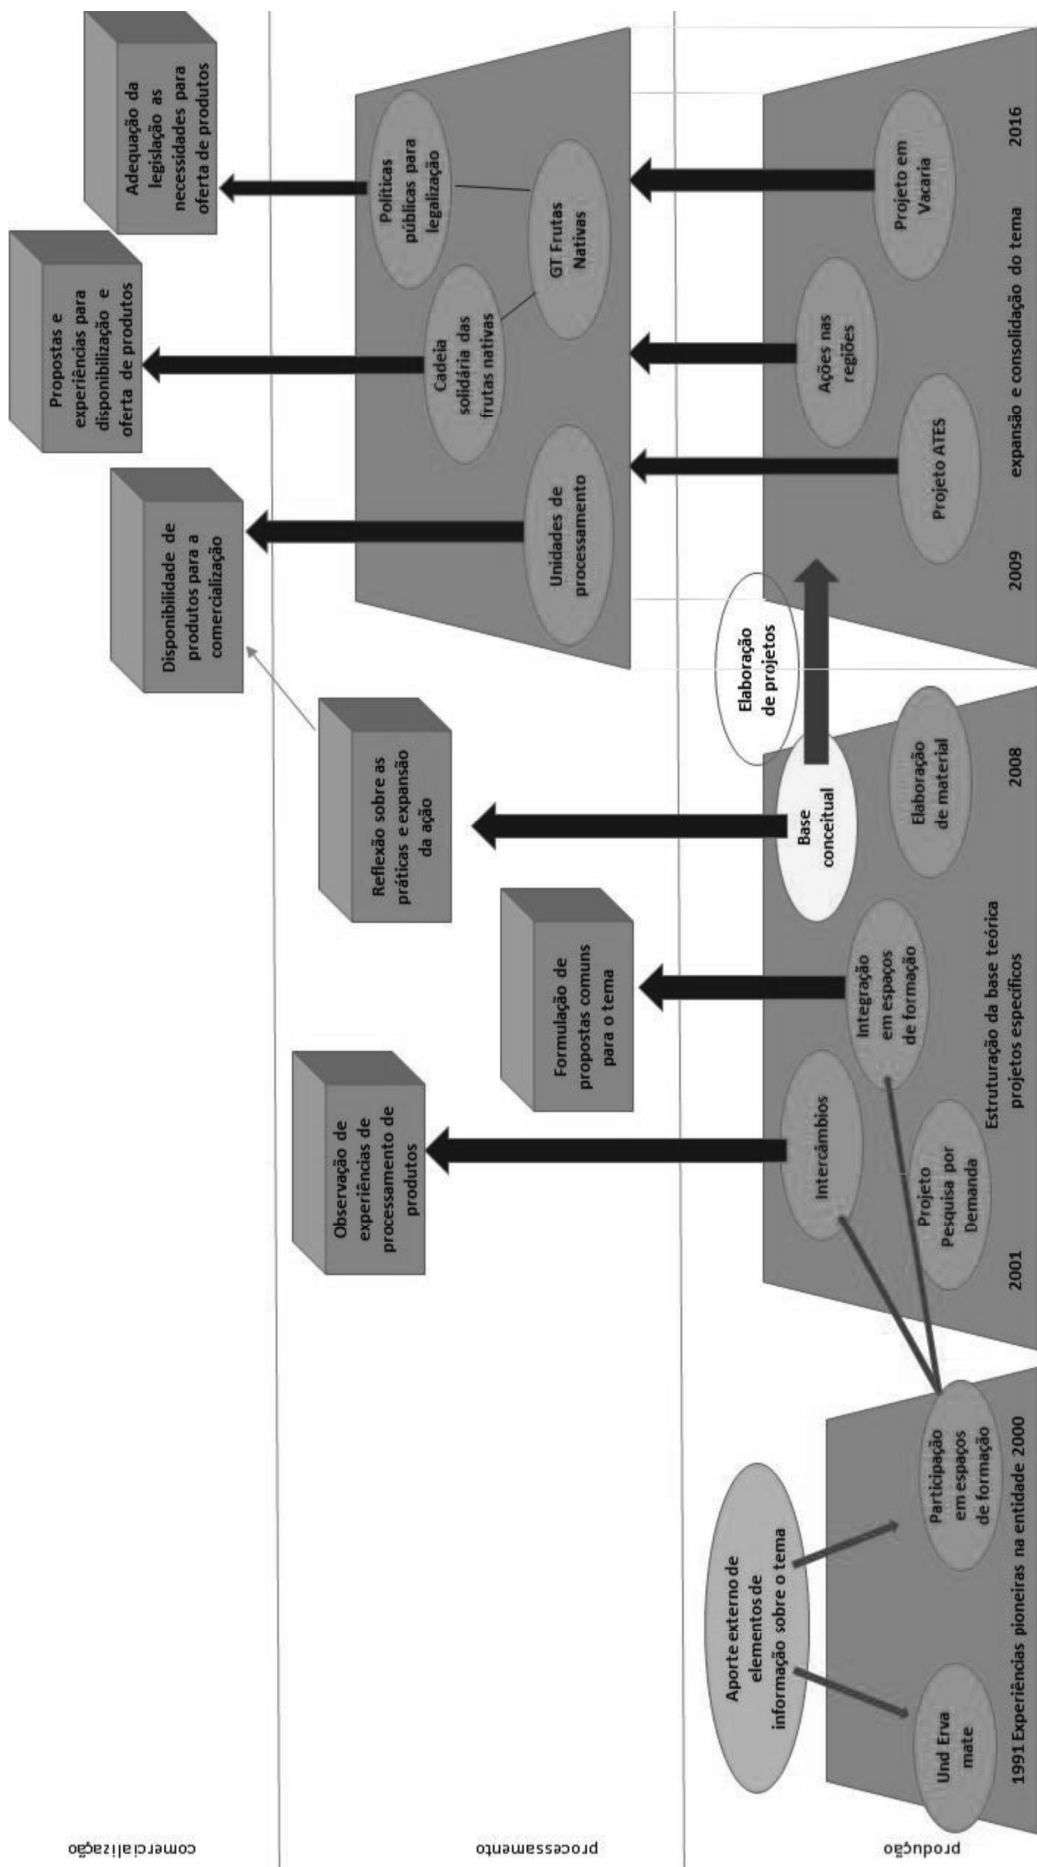 comercialização
Adequação da
legislação as
necessidades para
oferta de produtos
Propostas e
experiências para
disponibilização e
oferta de produtos
Disponibilidade de
produtos para a
comercialização
processamento
Observação de
experiências de
processamento de
produtos
Formulação de
propostas comuns
para o tema
Reflexão sobre as
práticas e expansão
da ação
Unidades de
processamento
Cadeia
solidária das
frutas nativas
Políticas
públicas para
legalização
GT Frutas
Nativas
produção
Aporte externo de
elementos de
informação sobre o tema
Und Erva
mate
Participação
em espaços
de formação
1991 Experiências pioneiras na entidade 2000
Intercâmbios
Integração
em espaços
de formação
Projeto
Pesquisa por
Demanda
Base
conceitual
Elaboração
de material
Elaboração
de projetos
2001
Estruturação da base teórica
projetos específicos
2008
Projeto ATES
Ações nas
regiões
Projeto em
Vacaria
2009
expansão e consolidação do tema
2016